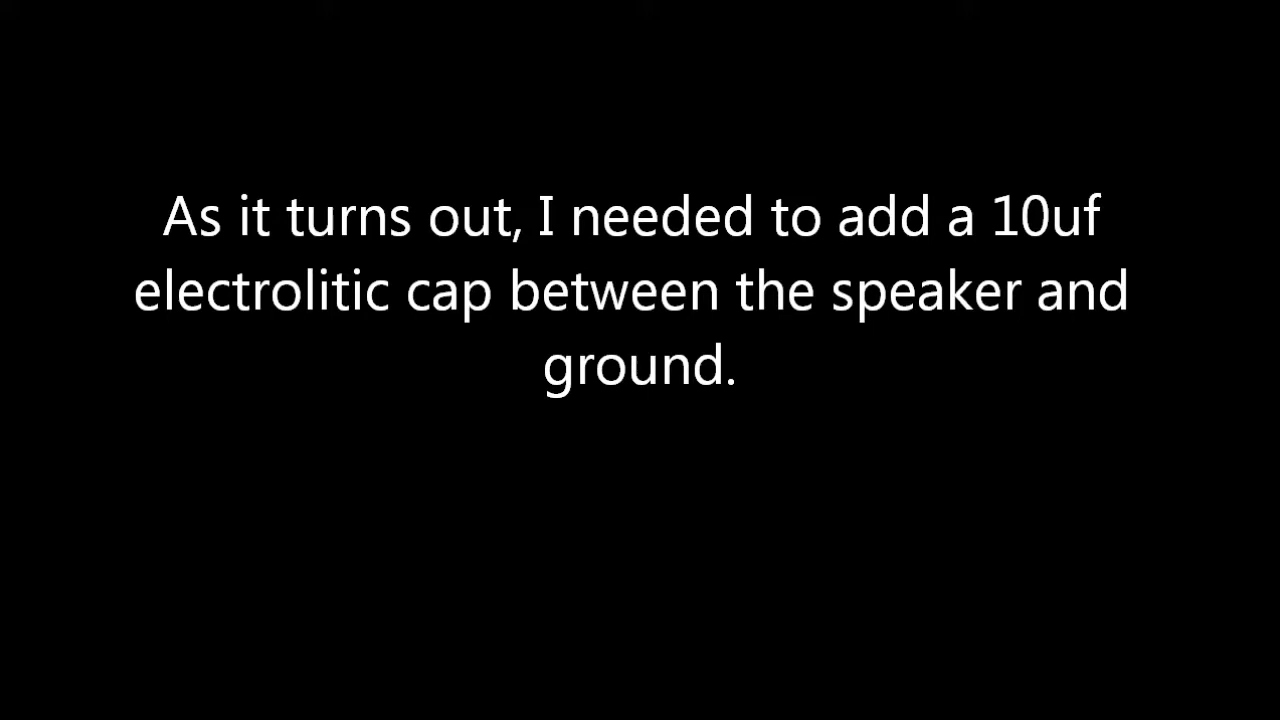 As it turns out, I needed to add a 10uf
electrolitic cap between the speaker and
ground.